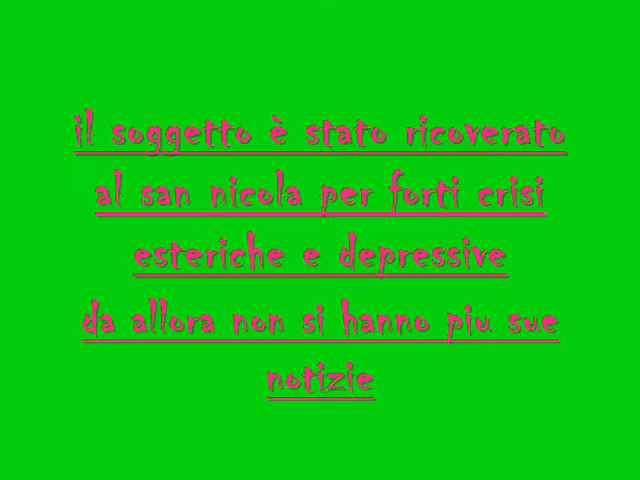 il soggetto è stato ricoverato
al san nicola per forti crisi
esteriche e depressive
da allora non si hanno piu sue
notizie